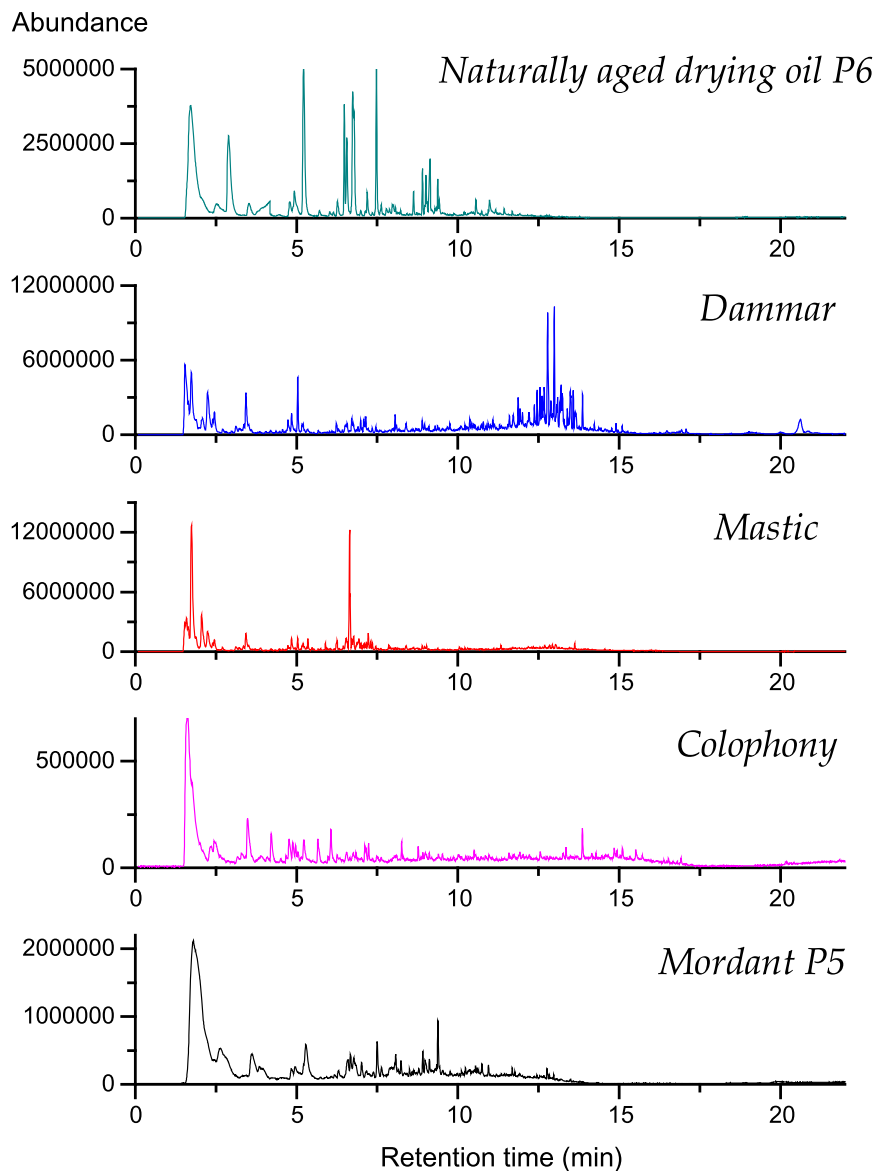 Abundance
Naturally aged drying oil P6
5000000
2500000
0
0 5 10 15 20
Dammar
12000000
6000000
0
0 5 10 15 20
Mastic
12000000
6000000
0
0 5 10 15 20
Colophony
500000
0
0 5 10 15 20
Mordant P5
2000000
1000000
0
0 5 10 15 20
Retention time (min)